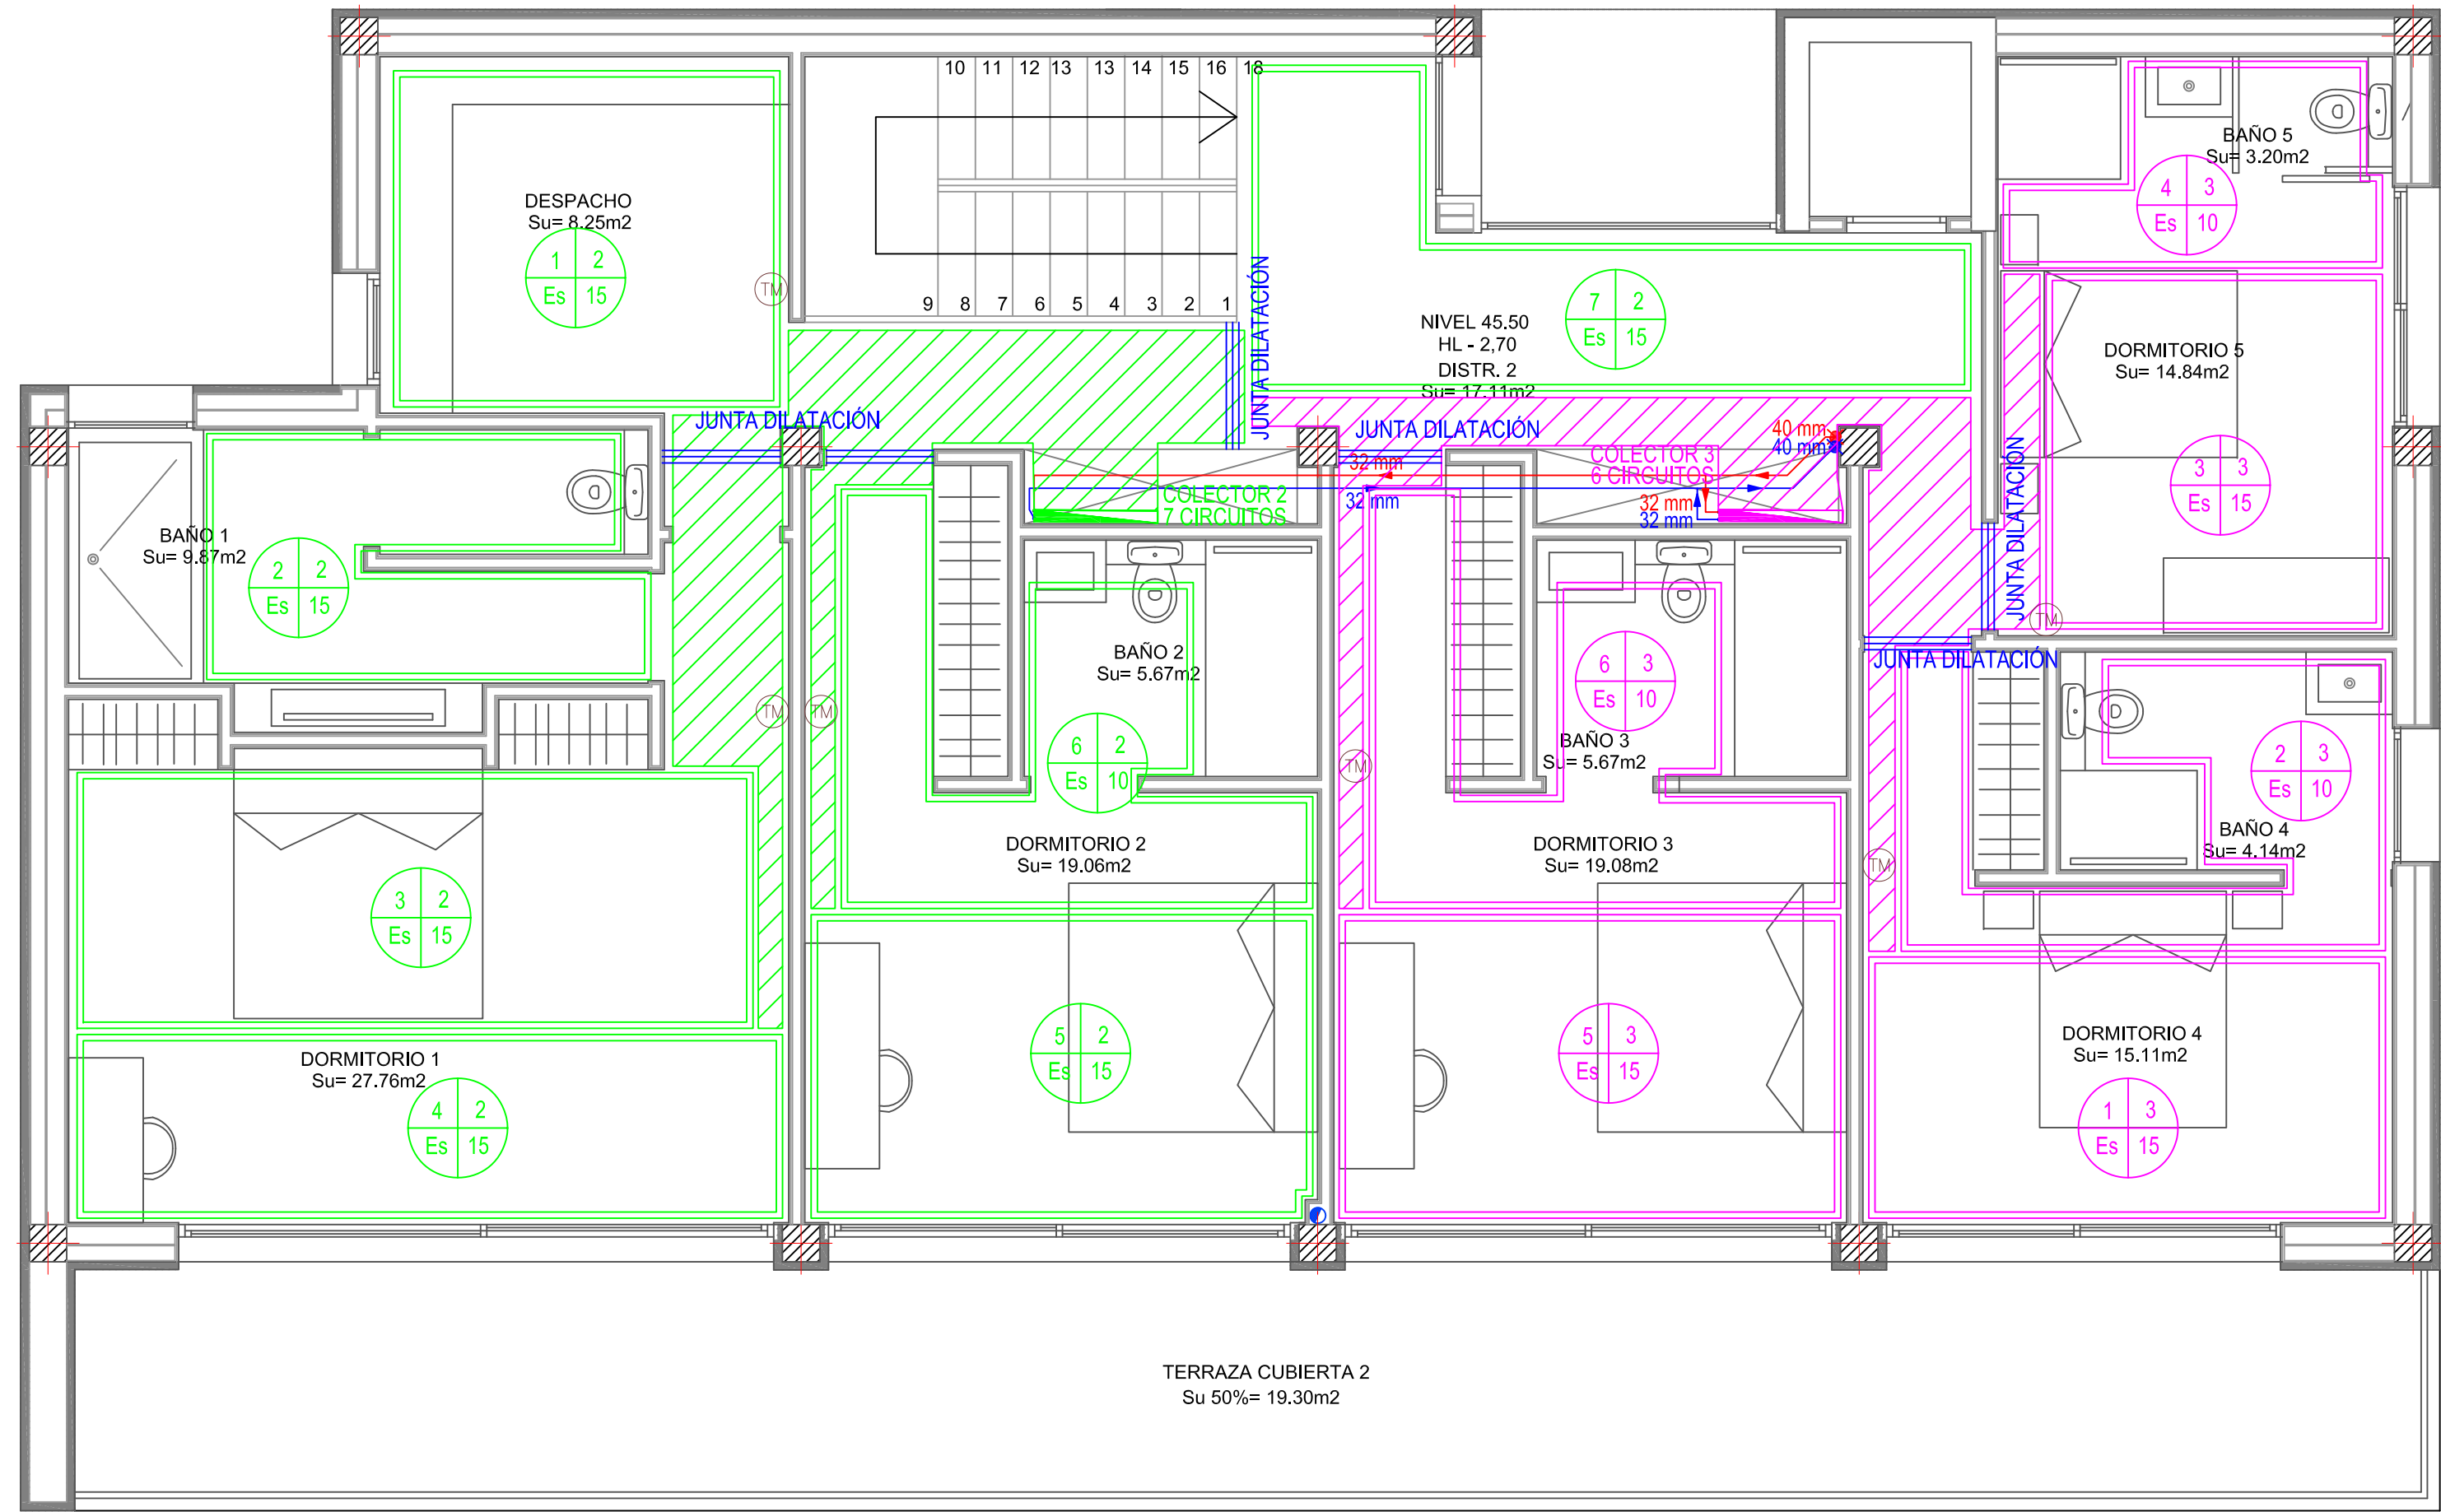 10 11 12 13 13 14 15 16 18
BAÑO 5
Su= 3.20m2
4 3
Es 10
DESPACHO
Su= 8.25m2
1 2
Es 15
TM
9 8 7 6 5 4 3 2 1
JUNTA DILATACIÓN
NIVEL 45.50
HL - 2,70
DISTR. 2
Su= 17.11m2
7 2
Es 15
DORMITORIO 5
Su= 14.84m2
3 3
Es 15
JUNTA DILATACIÓN
JUNTA DILATACIÓN
40 mm
40 mm
32 mm
32 mm
COLECTOR 3
6 CIRCUITOS
32 mm
32 mm
COLECTOR 2
7 CIRCUITOS
JUNTA DILATACIÓN
TM
BAÑO 1
Su= 9.87m2
2 2
Es 15
BAÑO 2
Su= 5.67m2
6 2
Es 10
6 3
Es 10
BAÑO 3
Su= 5.67m2
JUNTA DILATACIÓN
TM
TM
TM
TM
2 3
Es 10
BAÑO 4
Su= 4.14m2
DORMITORIO 2
Su= 19.06m2
DORMITORIO 3
Su= 19.08m2
3 2
Es 15
DORMITORIO 1
Su= 27.76m2
4 2
Es 15
5 2
Es 15
5 3
Es 15
DORMITORIO 4
Su= 15.11m2
1 3
Es 15
TERRAZA CUBIERTA 2
Su 50%= 19.30m2